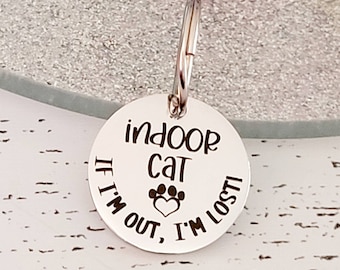 indoor
cat
IF I'M OUT, I'M LOST!